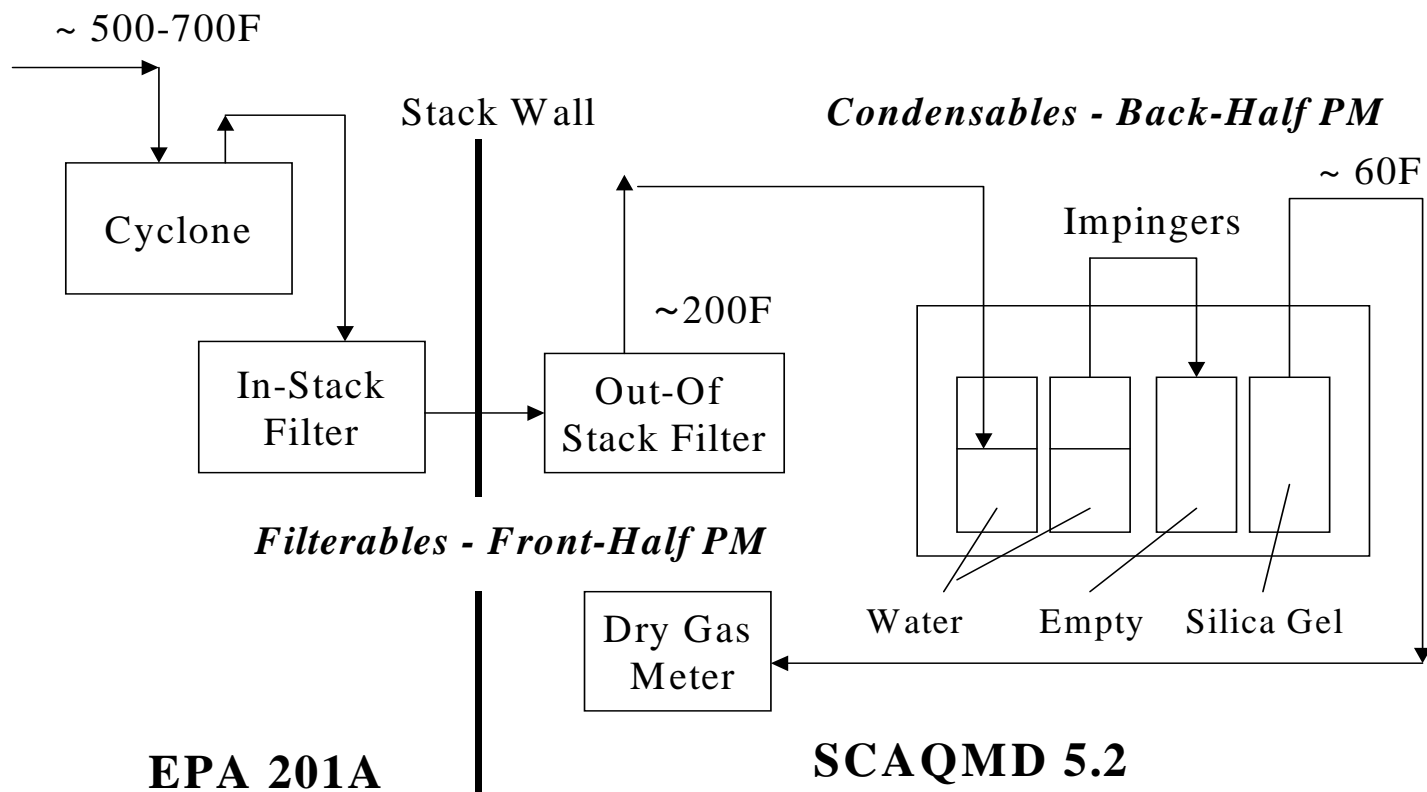 ~ 500-700F
Stack Wall
Condensables - Back-Half PM
~ 60F
Cyclone
Impingers
~200F
In-Stack
Filter
Out-Of
Stack Filter
Filterables - Front-Half PM
Water
Empty
Silica Gel
Dry Gas
Meter
EPA 201A
SCAQMD 5.2